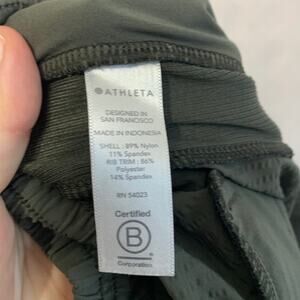 ATHLETA
DESIGNED IN
SAN FRANCISCO
MADE IN INDONESIA
SHELL : 89% Nylon
11% Spandex
RIB TRIM : 86%
Polyester
14% Spandex
RN 54023
Certified
B
Corporation